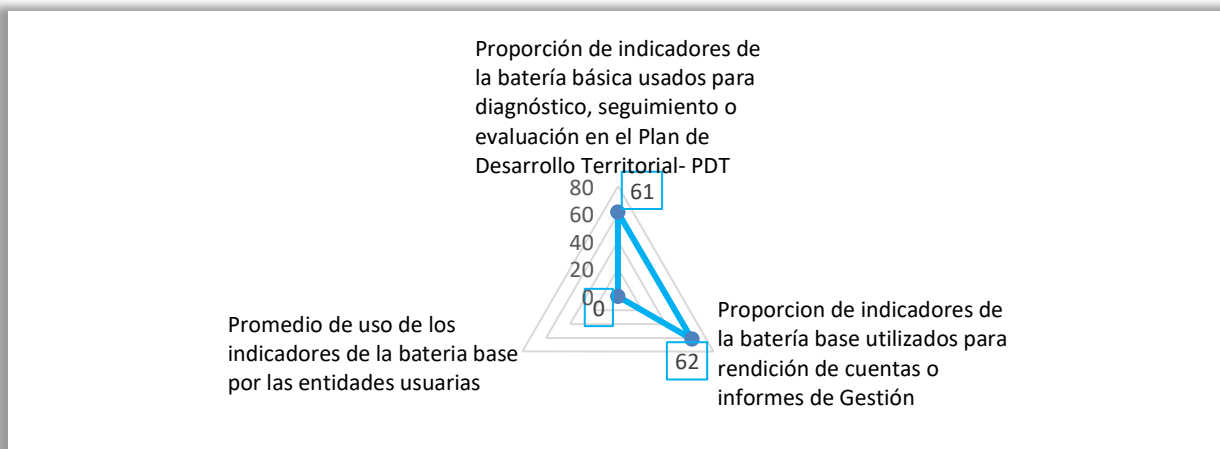 Proporción de indicadores de
la batería básica usados para
diagnóstico, seguimiento o
evaluación en el Plan de
Desarrollo Territorial- PDT
80
61
60
40
20
0
0
Proporcion de indicadores de
la batería base utilizados para
rendición de cuentas o
informes de Gestión
62
Promedio de uso de los
indicadores de la bateria base
por las entidades usuarias